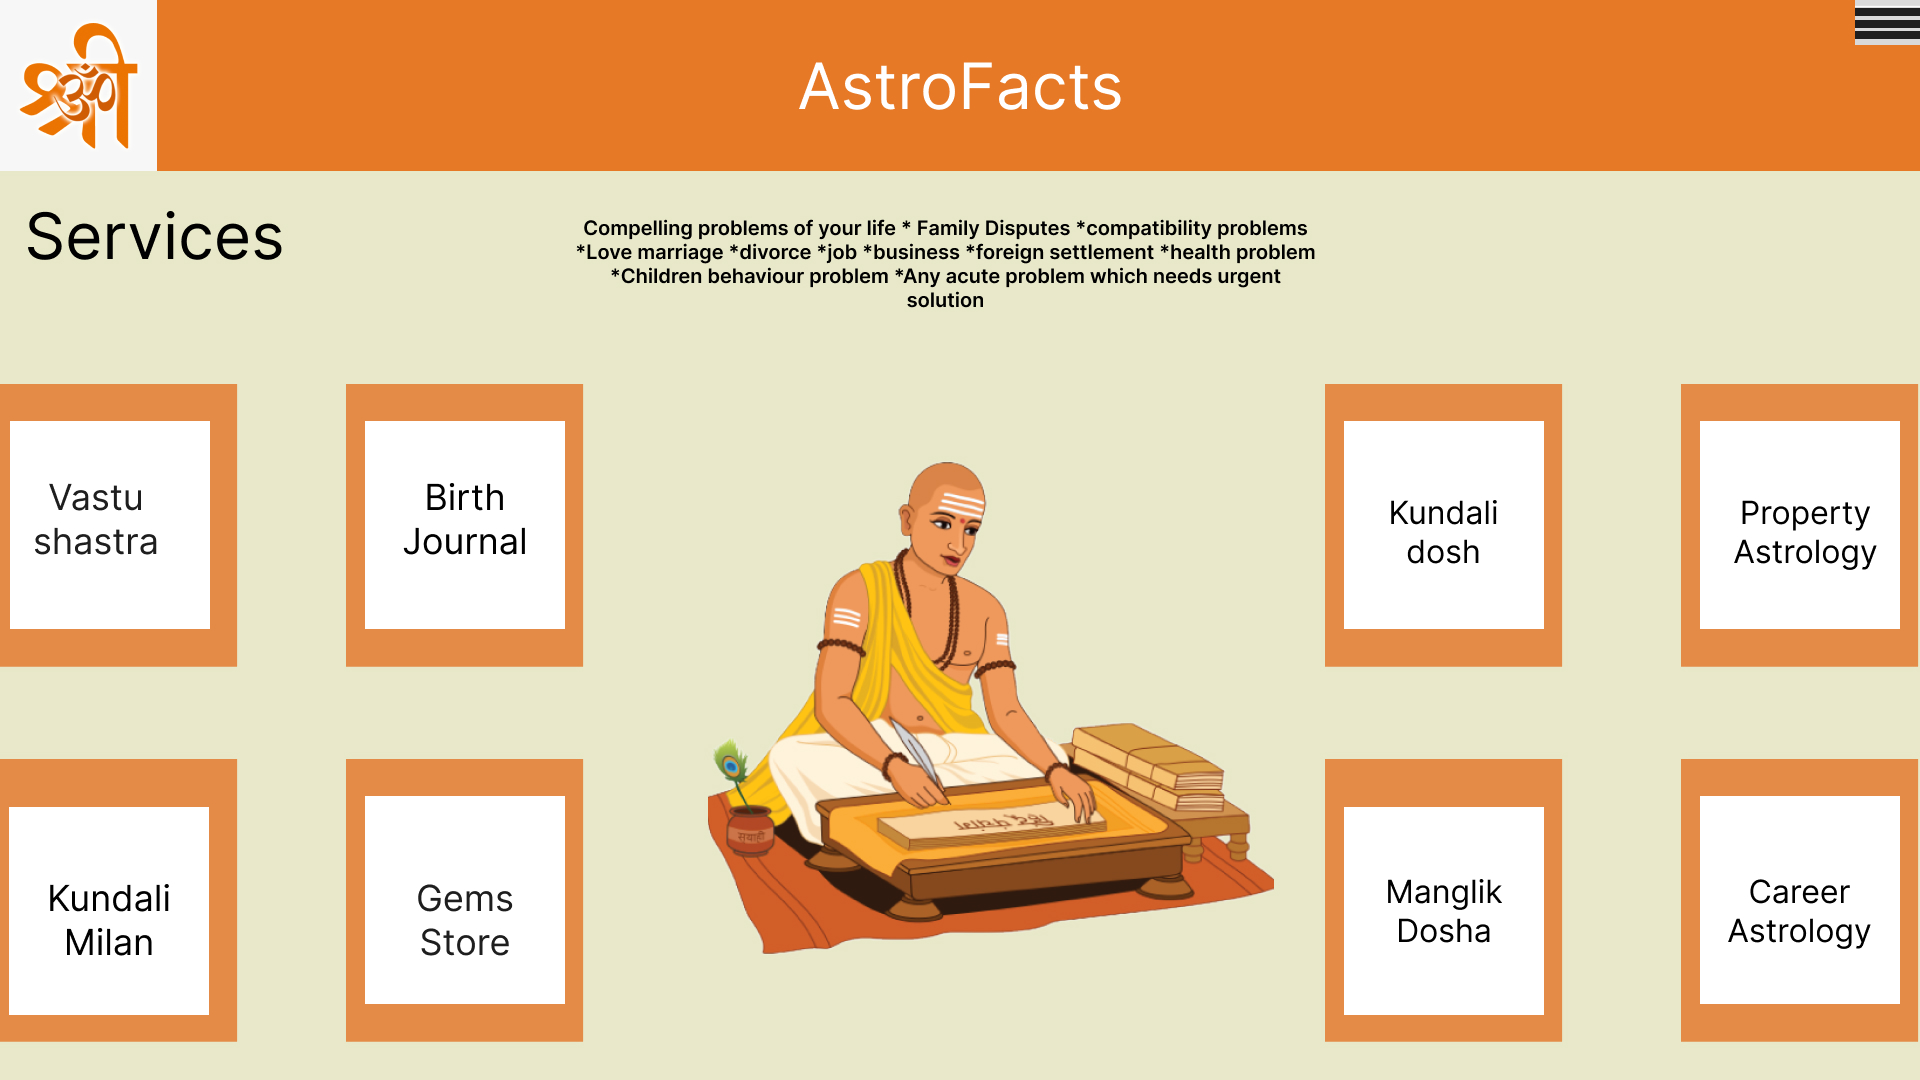 श्री
ॐ
AstroFacts
Services
Compelling problems of your life * Family Disputes *compatibility problems
*Love marriage *divorce *job *business *foreign settlement *health problem
*Children behaviour problem *Any acute problem which needs urgent
solution
Vastu
shastra
Birth
Journal
Kundali
dosh
Property
Astrology
Kundali
Milan
Gems
Store
Manglik
Dosha
Career
Astrology
सयाही